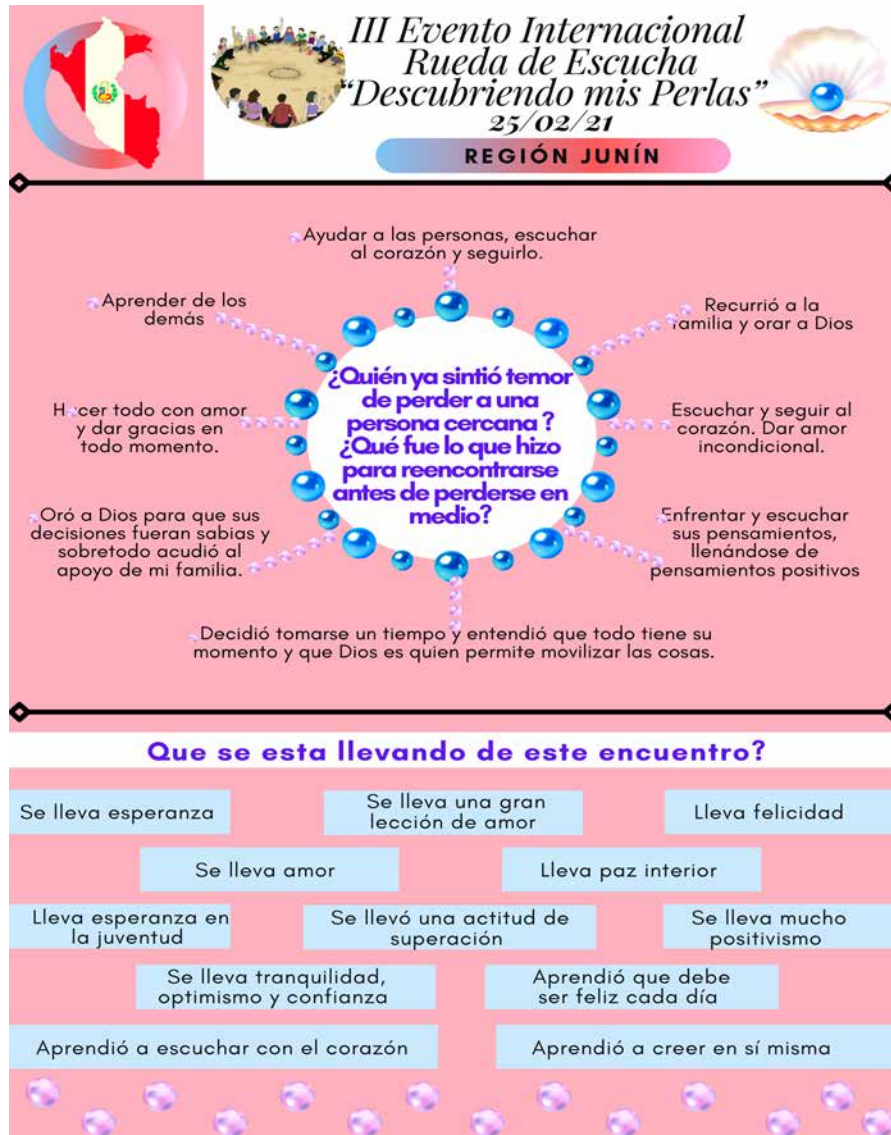 III Evento Internacional
Rueda de Escucha
“Descubriendo mis Perlas”
25/02/21
REGIÓN JUNÍN
Ayudar a las personas, escuchar
al corazón y seguirlo.
Aprender de los
demás
Recurrió a la
familia y orar a Dios
¿Quién ya sintió temor
de perder a una
persona cercana ?
¿Qué fue lo que hizo
para reencontrarse
antes de perderse en
medio?
Hacer todo con amor
y dar gracias en
todo momento.
Escuchar y seguir al
corazón. Dar amor
incondicional.
Oró a Dios para que sus
decisiones fueran sabias y
sobretodo acudió al
apoyo de mi familia.
Enfrentar y escuchar
sus pensamientos,
llenándose de
pensamientos positivos
Decidió tomarse un tiempo y entendió que todo tiene su
momento y que Dios es quien permite movilizar las cosas.
Que se esta llevando de este encuentro?
Se lleva esperanza
Se lleva una gran
lección de amor
Lleva felicidad
Se lleva amor
Lleva paz interior
Lleva esperanza en
la juventud
Se llevó una actitud de
superación
Se lleva mucho
positivismo
Se lleva tranquilidad,
optimismo y confianza
Aprendió que debe
ser feliz cada día
Aprendió a escuchar con el corazón
Aprendió a creer en sí misma